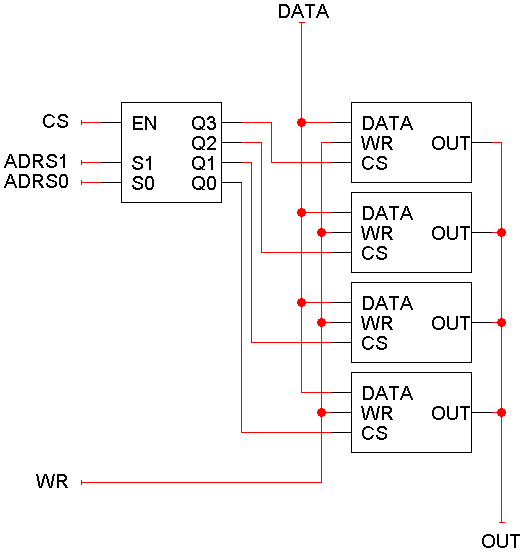 DATA
CS
EN
Q3
DATA
Q2
WR
OUT
ADRS1
S1
Q1
CS
ADRS0
S0
Q0
DATA
WR
OUT
CS
DATA
WR
OUT
CS
DATA
WR
OUT
CS
WR
OUT